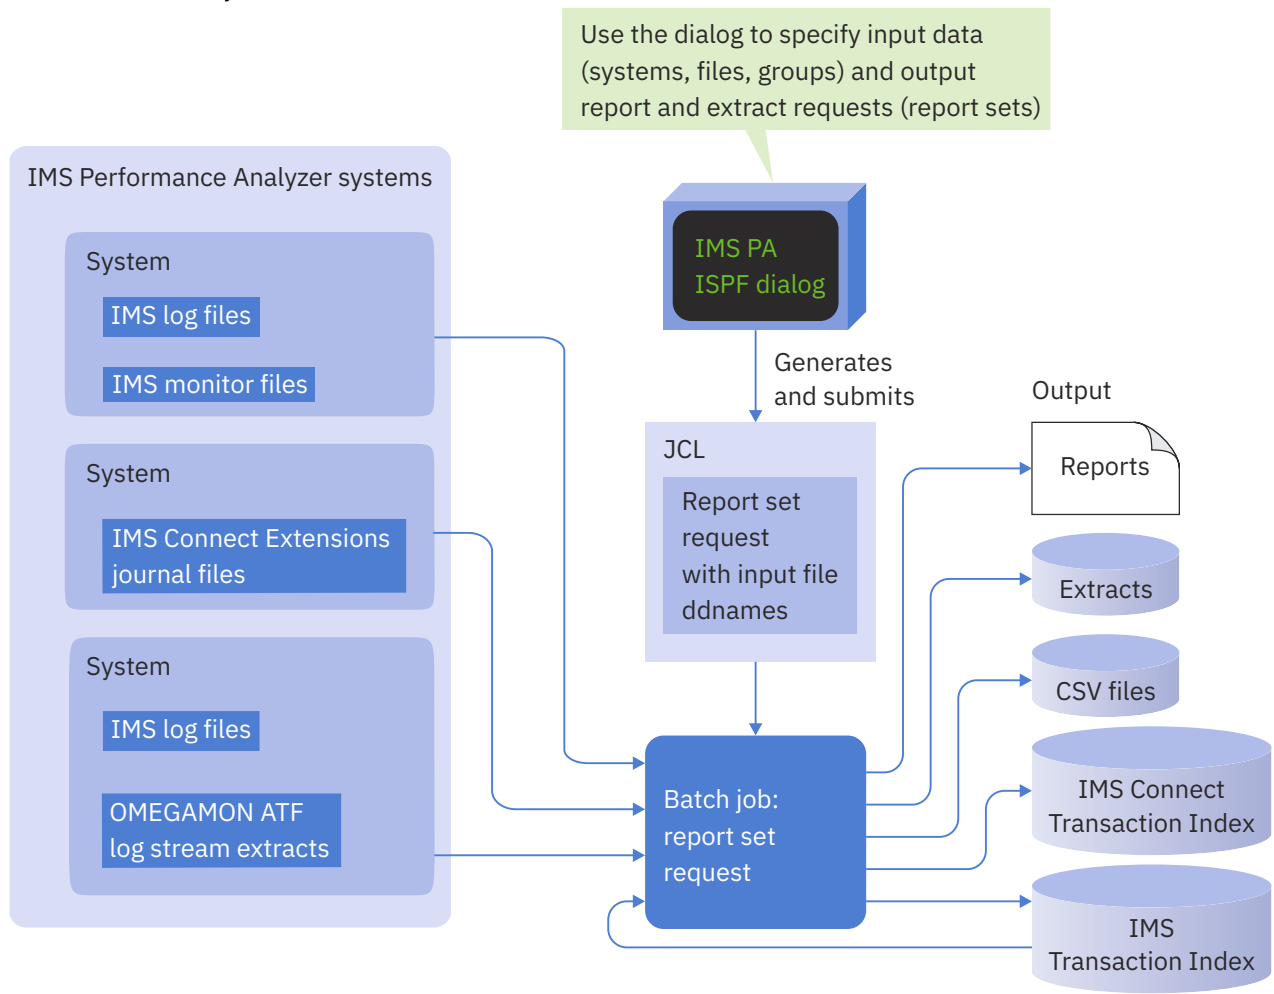 Use the dialog to specify input data
(systems, files, groups) and output
report and extract requests (report sets)
IMS Performance Analyzer systems
System
IMS log files
IMS monitor files
System
IMS Connect Extensions
journal files
System
IMS log files
OMEGAMON ATF
log stream extracts
IMS PA
ISPF dialog
Generates
and submits
JCL
Report set
request
with input file
ddnames
Batch job:
report set
request
Output
Reports
Extracts
CSV files
IMS Connect
Transaction Index
IMS
Transaction Index